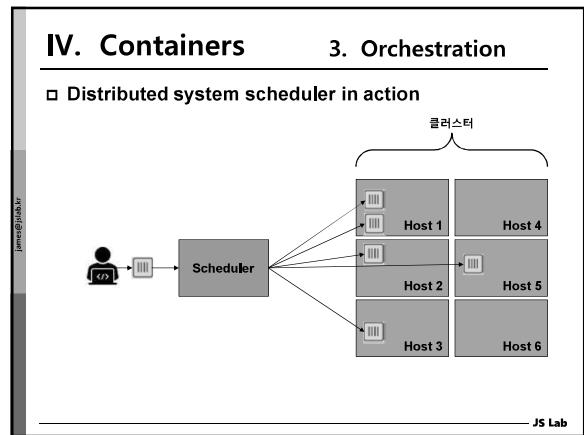 IV. Containers 3. Orchestration
Distributed system scheduler in action
클러스터
james@jslab.kr
</>
Scheduler
Host 1
Host 4
Host 2
Host 5
Host 3
Host 6
JS Lab